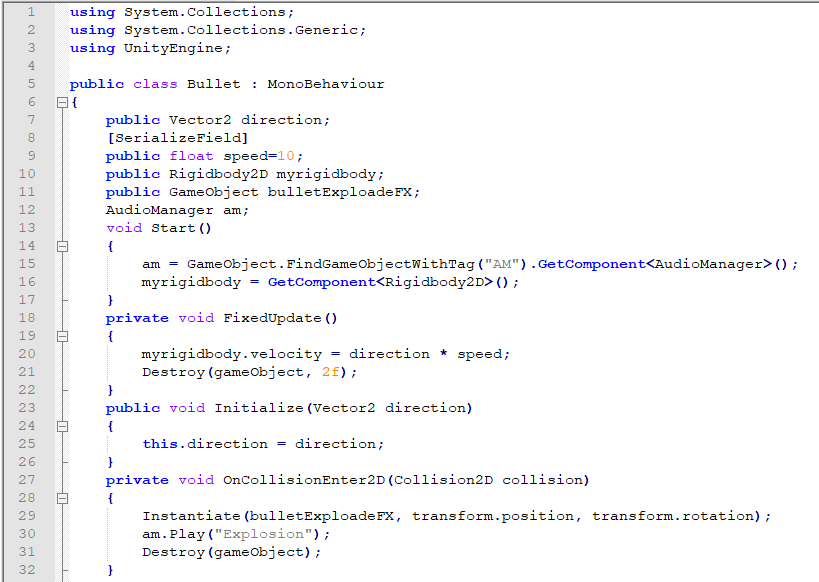 1 using System.Collections;
2 using System.Collections.Generic;
3 using UnityEngine;
4
5 public class Bullet : MonoBehaviour
6 {
7 public Vector2 direction;
8 [SerializeField]
9 public float speed=10;
10 public Rigidbody2D myrigidbody;
11 public GameObject bulletExploadeFX;
12 AudioManager am;
13 void Start()
14 {
15 am = GameObject.FindGameObjectWithTag("AM").GetComponent<AudioManager>();
16 myrigidbody = GetComponent<Rigidbody2D>();
17 }
18 private void FixedUpdate()
19 {
20 myrigidbody.velocity = direction * speed;
21 Destroy(gameObject, 2f);
22 }
23 public void Initialize(Vector2 direction)
24 {
25 this.direction = direction;
26 }
27 private void OnCollisionEnter2D(Collision2D collision)
28 {
29 Instantiate(bulletExploadeFX, transform.position, transform.rotation);
30 am.Play("Explosion");
31 Destroy(gameObject);
32 }